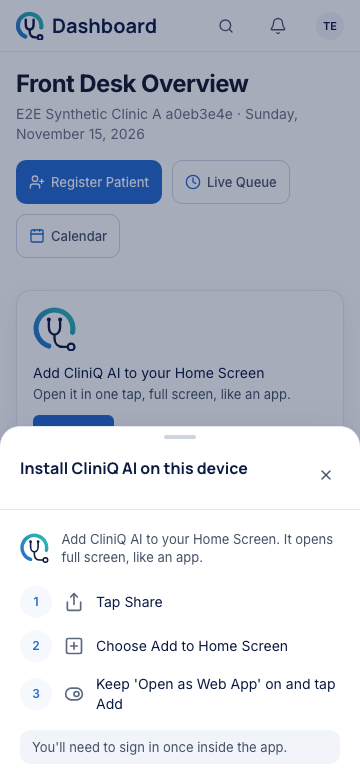 Dashboard
TE
Front Desk Overview
E2E Synthetic Clinic A a0eb3e4e · Sunday,
November 15, 2026
Register Patient
Live Queue
Calendar
Add CliniQ AI to your Home Screen
Open it in one tap, full screen, like an app.
Install CliniQ AI on this device
Add CliniQ AI to your Home Screen. It opens
full screen, like an app.
1 Tap Share
2 Choose Add to Home Screen
3 Keep 'Open as Web App' on and tap
Add
You'll need to sign in once inside the app.